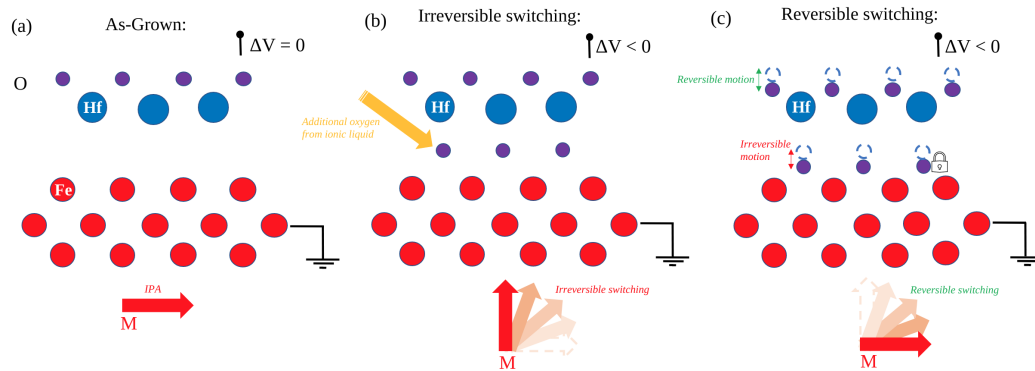 (a)
As-Grown:
ΔV = 0
O
Hf
Fe
IPA
M
(b)
Irreversible switching:
ΔV < 0
Hf
Additional oxygen
from ionic liquid
Irreversible switching
M
(c)
Reversible switching:
ΔV < 0
Reversible motion
Hf
Irreversible
motion
Reversible switching
M